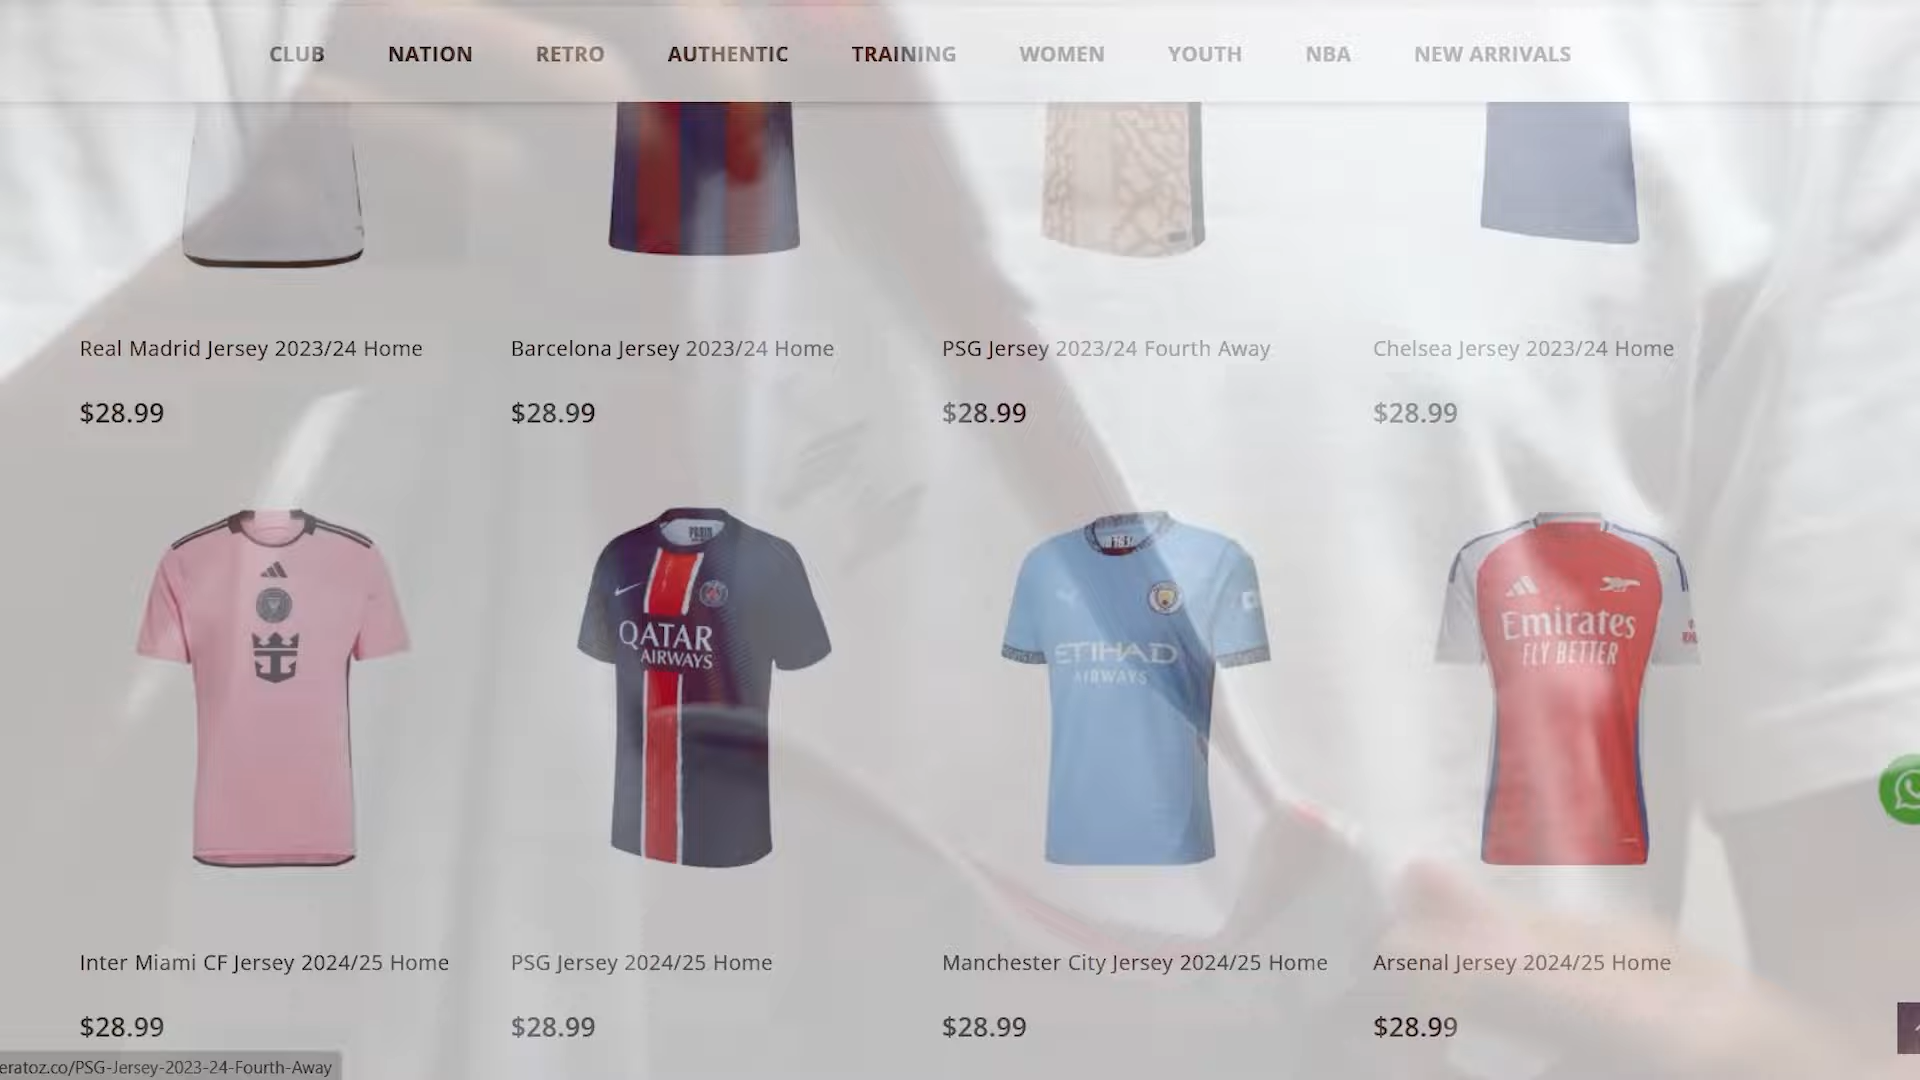 CLUB NATION RETRO AUTHENTIC TRAINING WOMEN YOUTH NBA NEW ARRIVALS
Real Madrid Jersey 2023/24 Home
Barcelona Jersey 2023/24 Home
PSG Jersey 2023/24 Fourth Away
Chelsea Jersey 2023/24 Home
$28.99
$28.99
$28.99
$28.99
QATAR
AIRWAYS
ETIHAD
AIRWAYS
Emirates
FLY BETTER
Inter Miami CF Jersey 2024/25 Home
PSG Jersey 2024/25 Home
Manchester City Jersey 2024/25 Home
Arsenal Jersey 2024/25 Home
$28.99
$28.99
$28.99
$28.99
eratoz.co/PSG-Jersey-2023-24-Fourth-Away